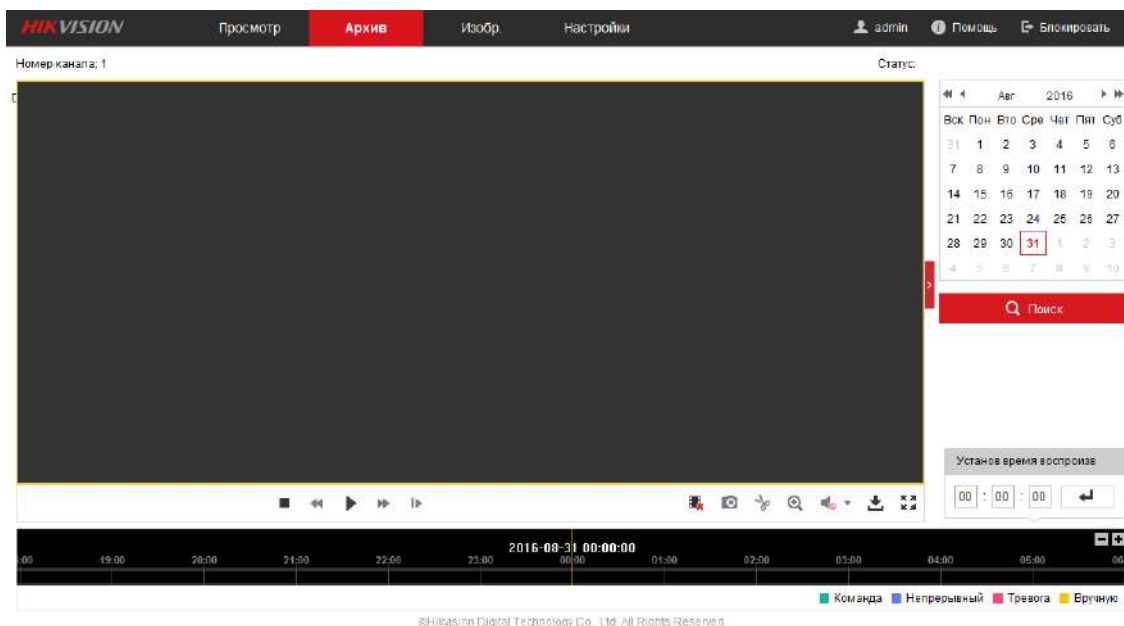 HIKVISION Просмотр Архив Изобр. Настройки admin Помощь Блокировать
Номер канала: 1 Статус:
Авг 2016
Вск Пон Вто Сре Чет Пят Суб
31 1 2 3 4 5 6
7 8 9 10 11 12 13
14 15 16 17 18 19 20
21 22 23 24 25 26 27
28 29 30 31 1 2 3
4 5 6 7 8 9 10
Поиск
Установ время воспроизв
00 : 00 : 00
2016-08-31 00:00:00
:00 19:00 20:00 21:00 22:00 23:00 00:00 01:00 02:00 03:00 04:00 05:00 06
Команда Непрерывный Тревога Вручную
©Hikvision Digital Technology Co., Ltd. All Rights Reserved.